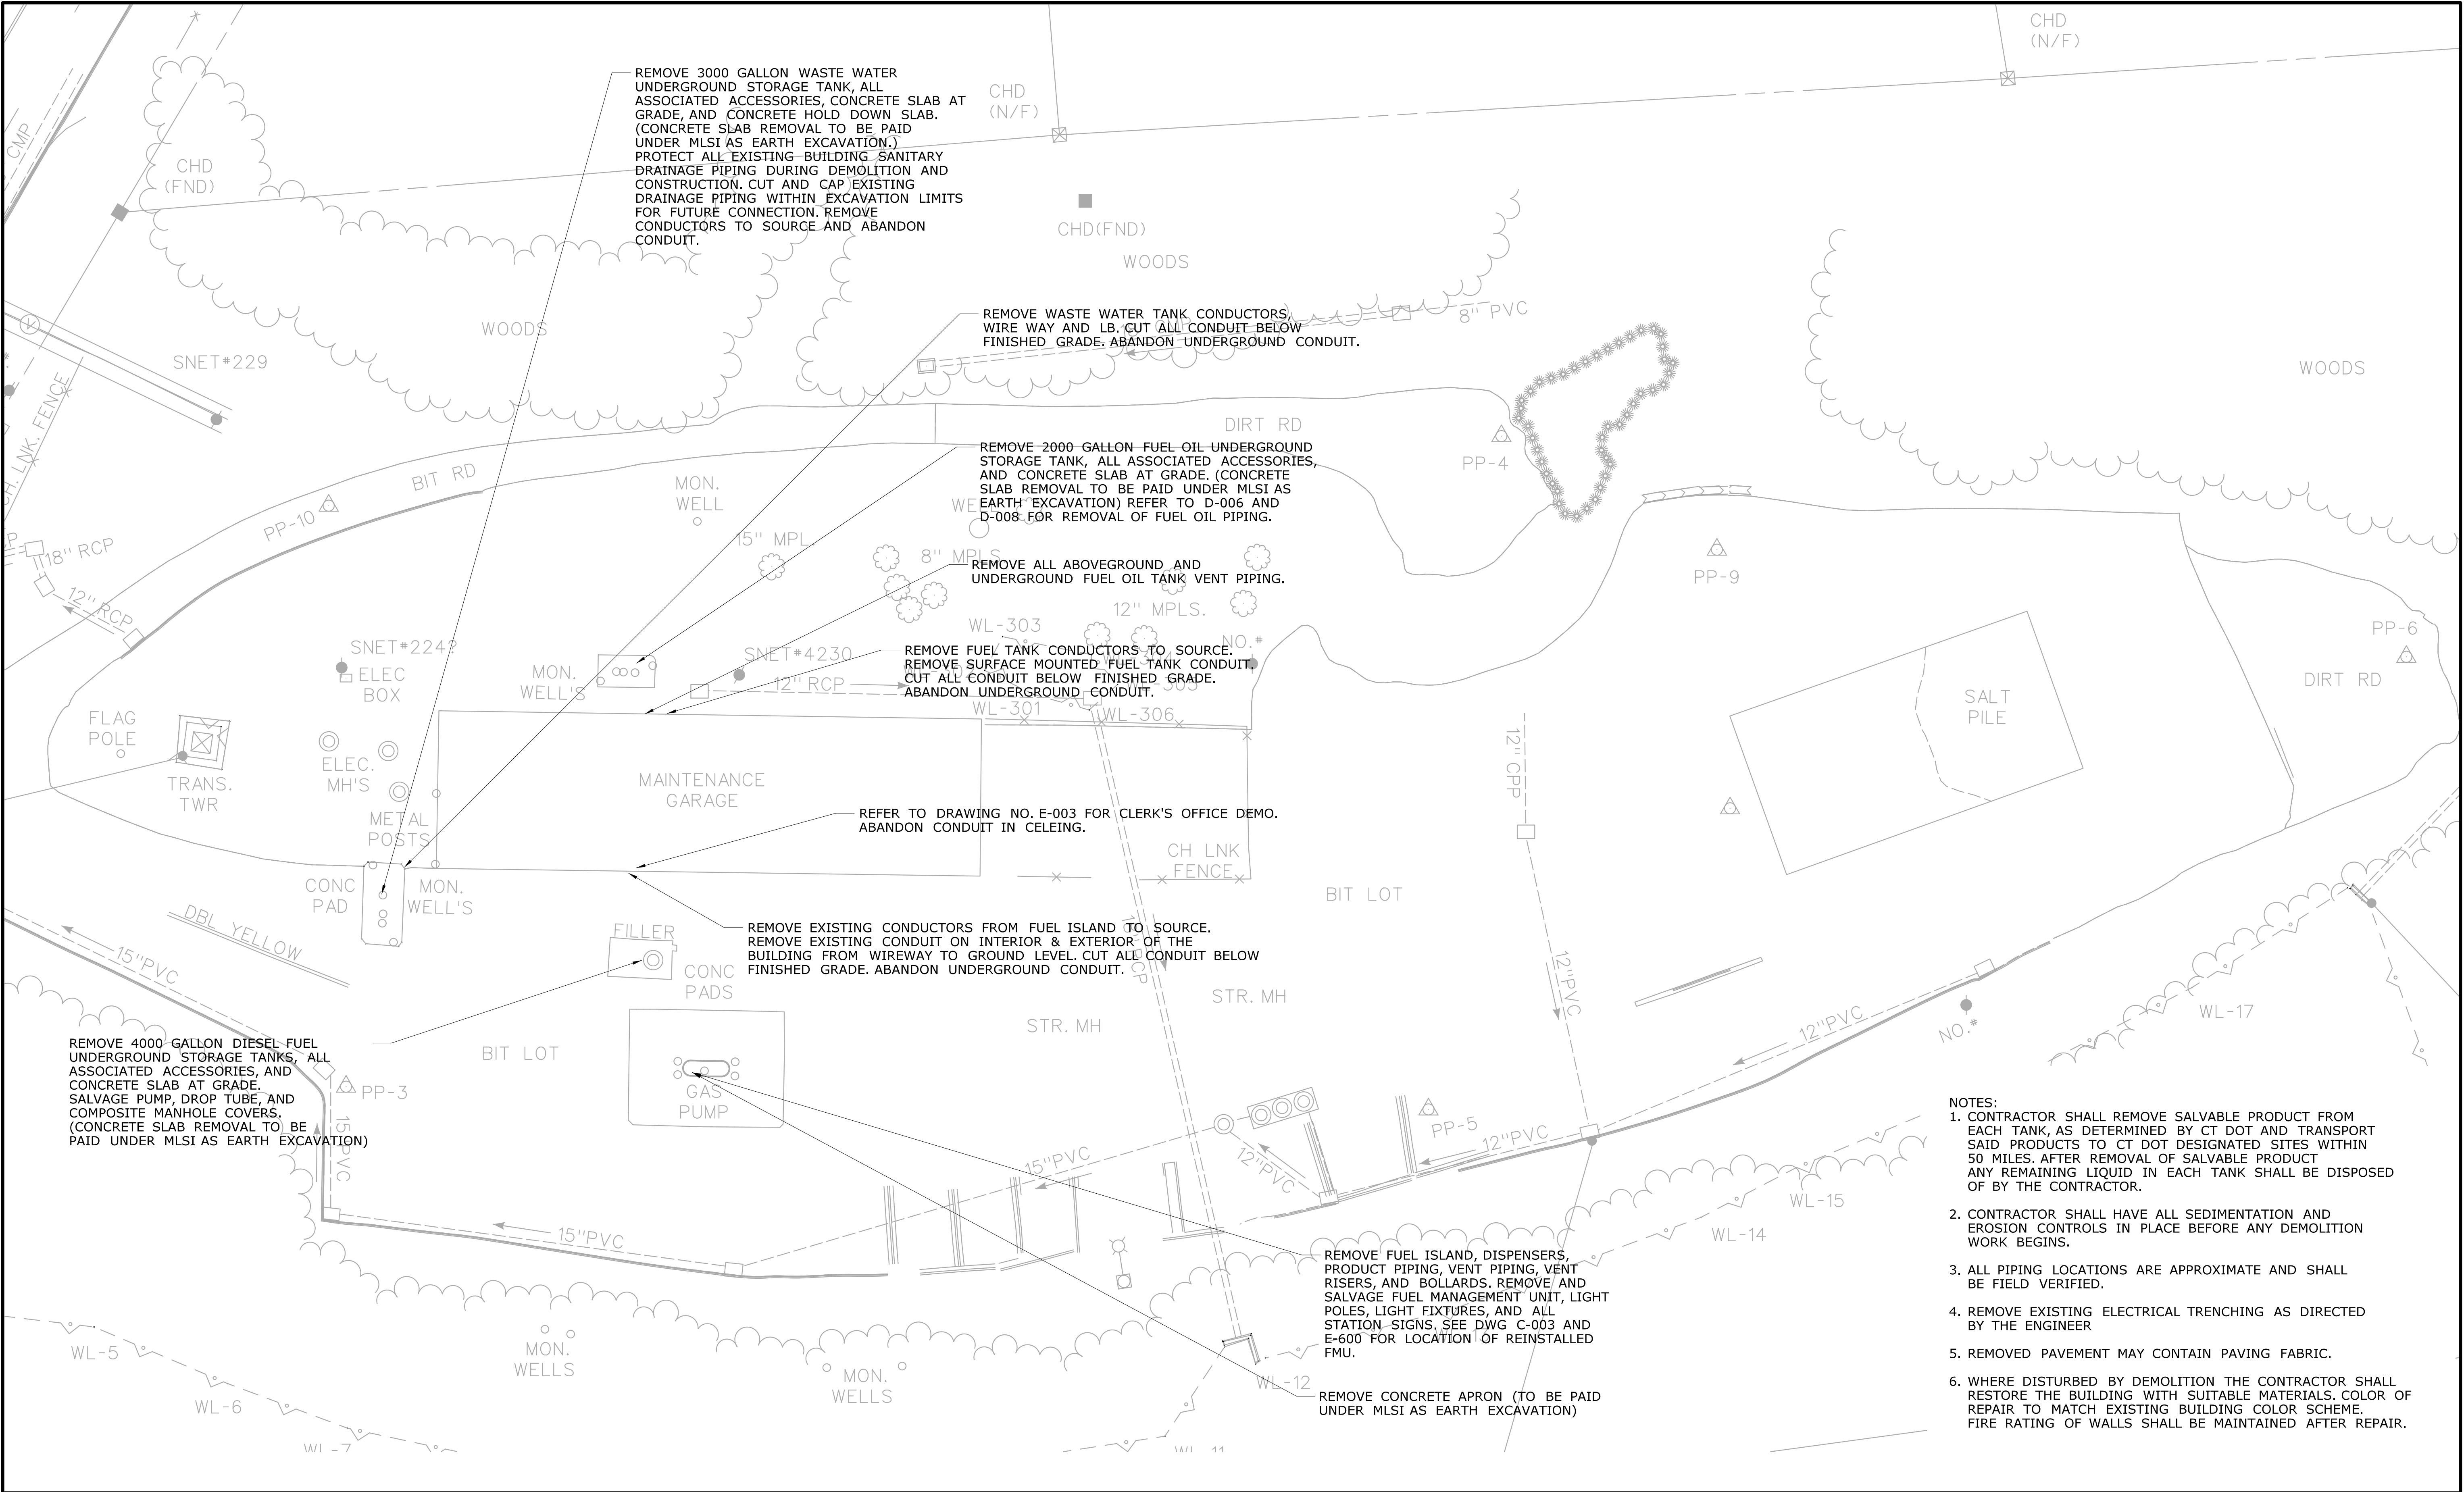 CHD
(N/F)
CHD
(N/F)
CMP
CHD
(FND)
REMOVE 3000 GALLON WASTE WATER
UNDERGROUND STORAGE TANK, ALL
ASSOCIATED ACCESSORIES, CONCRETE SLAB AT
GRADE, AND CONCRETE HOLD DOWN SLAB.
(CONCRETE SLAB REMOVAL TO BE PAID
UNDER MLSI AS EARTH EXCAVATION.)
PROTECT ALL EXISTING BUILDING SANITARY
DRAINAGE PIPING DURING DEMOLITION AND
CONSTRUCTION. CUT AND CAP EXISTING
DRAINAGE PIPING WITHIN EXCAVATION LIMITS
FOR FUTURE CONNECTION. REMOVE
CONDUCTORS TO SOURCE AND ABANDON
CONDUIT.
CHD(FND)
WOODS
WOODS
WOODS
SNET#229
CH. LNK. FENCE
REMOVE WASTE WATER TANK CONDUCTORS,
WIRE WAY AND LB. CUT ALL CONDUIT BELOW
FINISHED GRADE. ABANDON UNDERGROUND CONDUIT.
8" PVC
DIRT RD
PP-4
BIT RD
PP-10
MON.
WELL
REMOVE 2000 GALLON FUEL OIL UNDERGROUND
STORAGE TANK, ALL ASSOCIATED ACCESSORIES,
AND CONCRETE SLAB AT GRADE. (CONCRETE
SLAB REMOVAL TO BE PAID UNDER MLSI AS
EARTH EXCAVATION) REFER TO D-006 AND
D-008 FOR REMOVAL OF FUEL OIL PIPING.
15" MPL.
8" MPLS.
18" RCP
12" RCP
REMOVE ALL ABOVEGROUND AND
UNDERGROUND FUEL OIL TANK VENT PIPING.
12" MPLS.
PP-9
PP-6
DIRT RD
SNET#224?
ELEC
BOX
MON.
WELL'S
SNET#4230
12" RCP
WL-303
NO.#
REMOVE FUEL TANK CONDUCTORS TO SOURCE.
REMOVE SURFACE MOUNTED FUEL TANK CONDUIT.
CUT ALL CONDUIT BELOW FINISHED GRADE.
ABANDON UNDERGROUND CONDUIT.
WL-305
WL-301
WL-306
SALT
PILE
FLAG
POLE
TRANS.
TWR
ELEC.
MH'S
METAL
POSTS
MAINTENANCE
GARAGE
12" CPP
REFER TO DRAWING NO. E-003 FOR CLERK'S OFFICE DEMO.
ABANDON CONDUIT IN CELEING.
CH LNK
FENCE
BIT LOT
CONC
PAD
MON.
WELL'S
DBL YELLOW
15"PVC
FILLER
CONC
PADS
REMOVE EXISTING CONDUCTORS FROM FUEL ISLAND TO SOURCE.
REMOVE EXISTING CONDUIT ON INTERIOR & EXTERIOR OF THE
BUILDING FROM WIREWAY TO GROUND LEVEL. CUT ALL CONDUIT BELOW
FINISHED GRADE. ABANDON UNDERGROUND CONDUIT.
STR. MH
STR. MH
12"PVC
12"PVC
NO.#
WL-17
REMOVE 4000 GALLON DIESEL FUEL
UNDERGROUND STORAGE TANKS, ALL
ASSOCIATED ACCESSORIES, AND
CONCRETE SLAB AT GRADE.
SALVAGE PUMP, DROP TUBE, AND
COMPOSITE MANHOLE COVERS.
(CONCRETE SLAB REMOVAL TO BE
PAID UNDER MLSI AS EARTH EXCAVATION)
BIT LOT
PP-3
15"PVC
GAS
PUMP
PP-5
12"PVC
12"PVC
15"PVC
15"PVC
WL-15
WL-14
NOTES:
1. CONTRACTOR SHALL REMOVE SALVABLE PRODUCT FROM
EACH TANK, AS DETERMINED BY CT DOT AND TRANSPORT
SAID PRODUCTS TO CT DOT DESIGNATED SITES WITHIN
50 MILES. AFTER REMOVAL OF SALVABLE PRODUCT
ANY REMAINING LIQUID IN EACH TANK SHALL BE DISPOSED
OF BY THE CONTRACTOR.
2. CONTRACTOR SHALL HAVE ALL SEDIMENTATION AND
EROSION CONTROLS IN PLACE BEFORE ANY DEMOLITION
WORK BEGINS.
3. ALL PIPING LOCATIONS ARE APPROXIMATE AND SHALL
BE FIELD VERIFIED.
4. REMOVE EXISTING ELECTRICAL TRENCHING AS DIRECTED
BY THE ENGINEER
5. REMOVED PAVEMENT MAY CONTAIN PAVING FABRIC.
6. WHERE DISTURBED BY DEMOLITION THE CONTRACTOR SHALL
RESTORE THE BUILDING WITH SUITABLE MATERIALS. COLOR OF
REPAIR TO MATCH EXISTING BUILDING COLOR SCHEME.
FIRE RATING OF WALLS SHALL BE MAINTAINED AFTER REPAIR.
REMOVE FUEL ISLAND, DISPENSERS,
PRODUCT PIPING, VENT PIPING, VENT
RISERS, AND BOLLARDS. REMOVE AND
SALVAGE FUEL MANAGEMENT UNIT, LIGHT
POLES, LIGHT FIXTURES, AND ALL
STATION SIGNS. SEE DWG C-003 AND
E-600 FOR LOCATION OF REINSTALLED
FMU.
REMOVE CONCRETE APRON (TO BE PAID
UNDER MLSI AS EARTH EXCAVATION)
WL-12
WL-11
MON.
WELLS
MON.
WELLS
WL-5
WL-6
WL-7